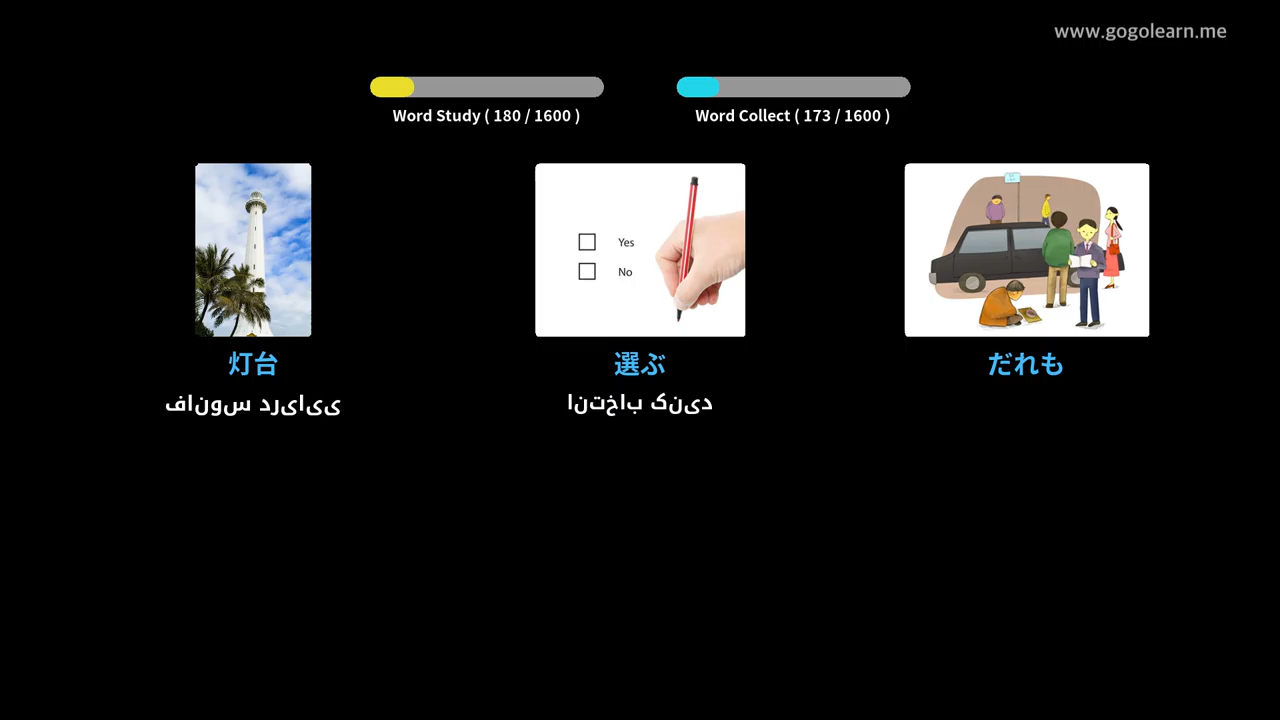 www.gogolearn.me
Word Study ( 180 / 1600 )
Word Collect ( 173 / 1600 )
Yes
No
灯台
選ぶ
だれも
فانوس دریایی
انتخاب کنید